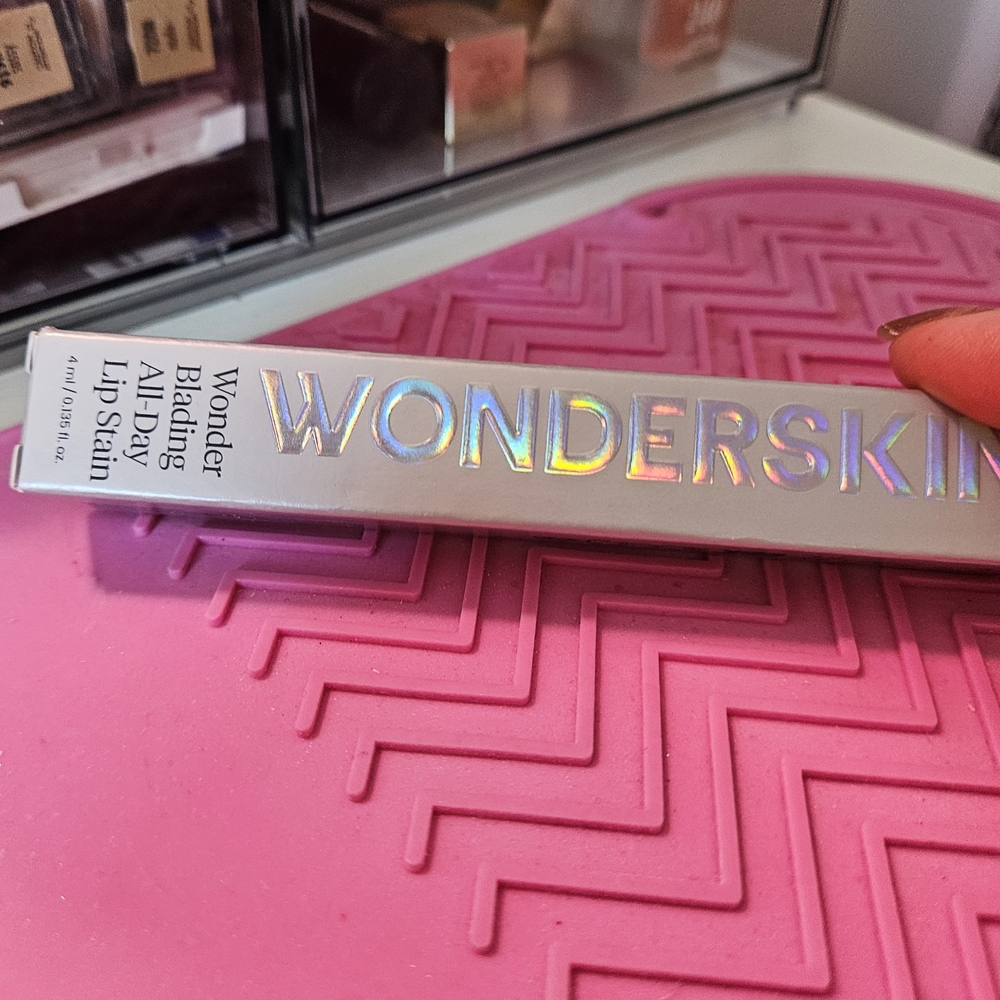 WONDERSKIN
Wonder
Blading
All-Day
Lip Stain
4 ml / 0.135 fl. oz.